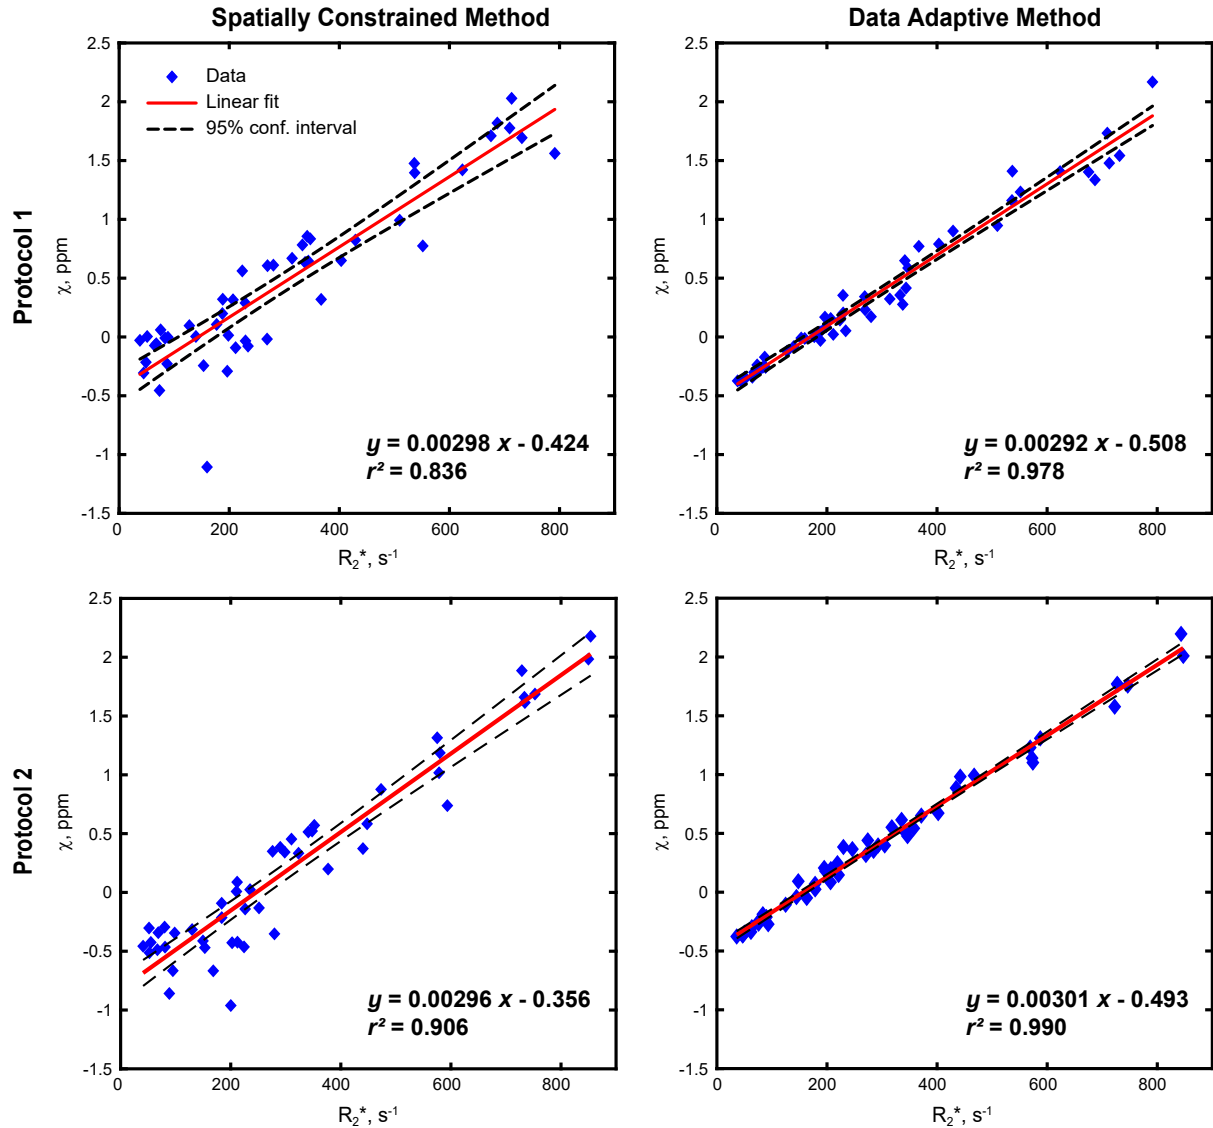 Spatially Constrained Method
Data Adaptive Method
Protocol 1
2.5
2
1.5
1
0.5
0
-0.5
-1
-1.5
χ, ppm
Data
Linear fit
95% conf. interval
y = 0.00298 x - 0.424
r² = 0.836
0 200 400 600 800
R₂*, s⁻¹
2.5
2
1.5
1
0.5
0
-0.5
-1
-1.5
χ, ppm
y = 0.00292 x - 0.508
r² = 0.978
0 200 400 600 800
R₂*, s⁻¹
Protocol 2
2.5
2
1.5
1
0.5
0
-0.5
-1
-1.5
χ, ppm
y = 0.00296 x - 0.356
r² = 0.906
0 200 400 600 800
R₂*, s⁻¹
2.5
2
1.5
1
0.5
0
-0.5
-1
-1.5
χ, ppm
y = 0.00301 x - 0.493
r² = 0.990
0 200 400 600 800
R₂*, s⁻¹